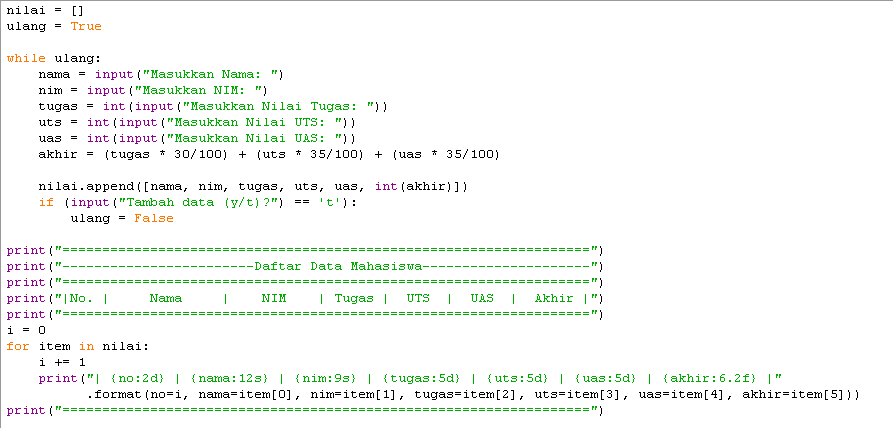 nilai = []
ulang = True

while ulang:
    nama = input("Masukkan Nama: ")
    nim = input("Masukkan NIM: ")
    tugas = int(input("Masukkan Nilai Tugas: "))
    uts = int(input("Masukkan Nilai UTS: "))
    uas = int(input("Masukkan Nilai UAS: "))
    akhir = (tugas * 30/100) + (uts * 35/100) + (uas * 35/100)

    nilai.append([nama, nim, tugas, uts, uas, int(akhir)])
    if (input("Tambah data (y/t)?") == 't'):
        ulang = False

print("==================================================================")
print("------------------------Daftar Data Mahasiswa---------------------")
print("==================================================================")
print("|No. |     Nama     |    NIM    | Tugas |  UTS  |  UAS  |  Akhir |")
print("==================================================================")
i = 0
for item in nilai:
    i += 1
    print("| {no:2d} | {nama:12s} | {nim:9s} | {tugas:5d} | {uts:5d} | {uas:5d} | {akhir:6.2f} |"
          .format(no=i, nama=item[0], nim=item[1], tugas=item[2], uts=item[3], uas=item[4], akhir=item[5]))
print("==================================================================")